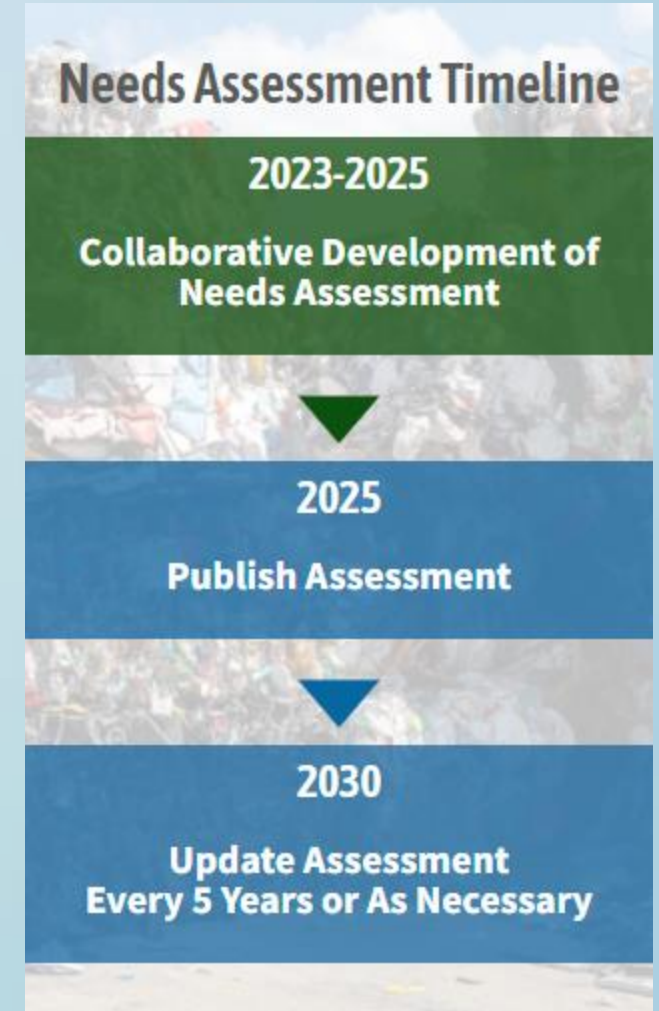 Needs Assessment Timeline
2023-2025
Collaborative Development of
Needs Assessment
2025
Publish Assessment
2030
Update Assessment
Every 5 Years or As Necessary